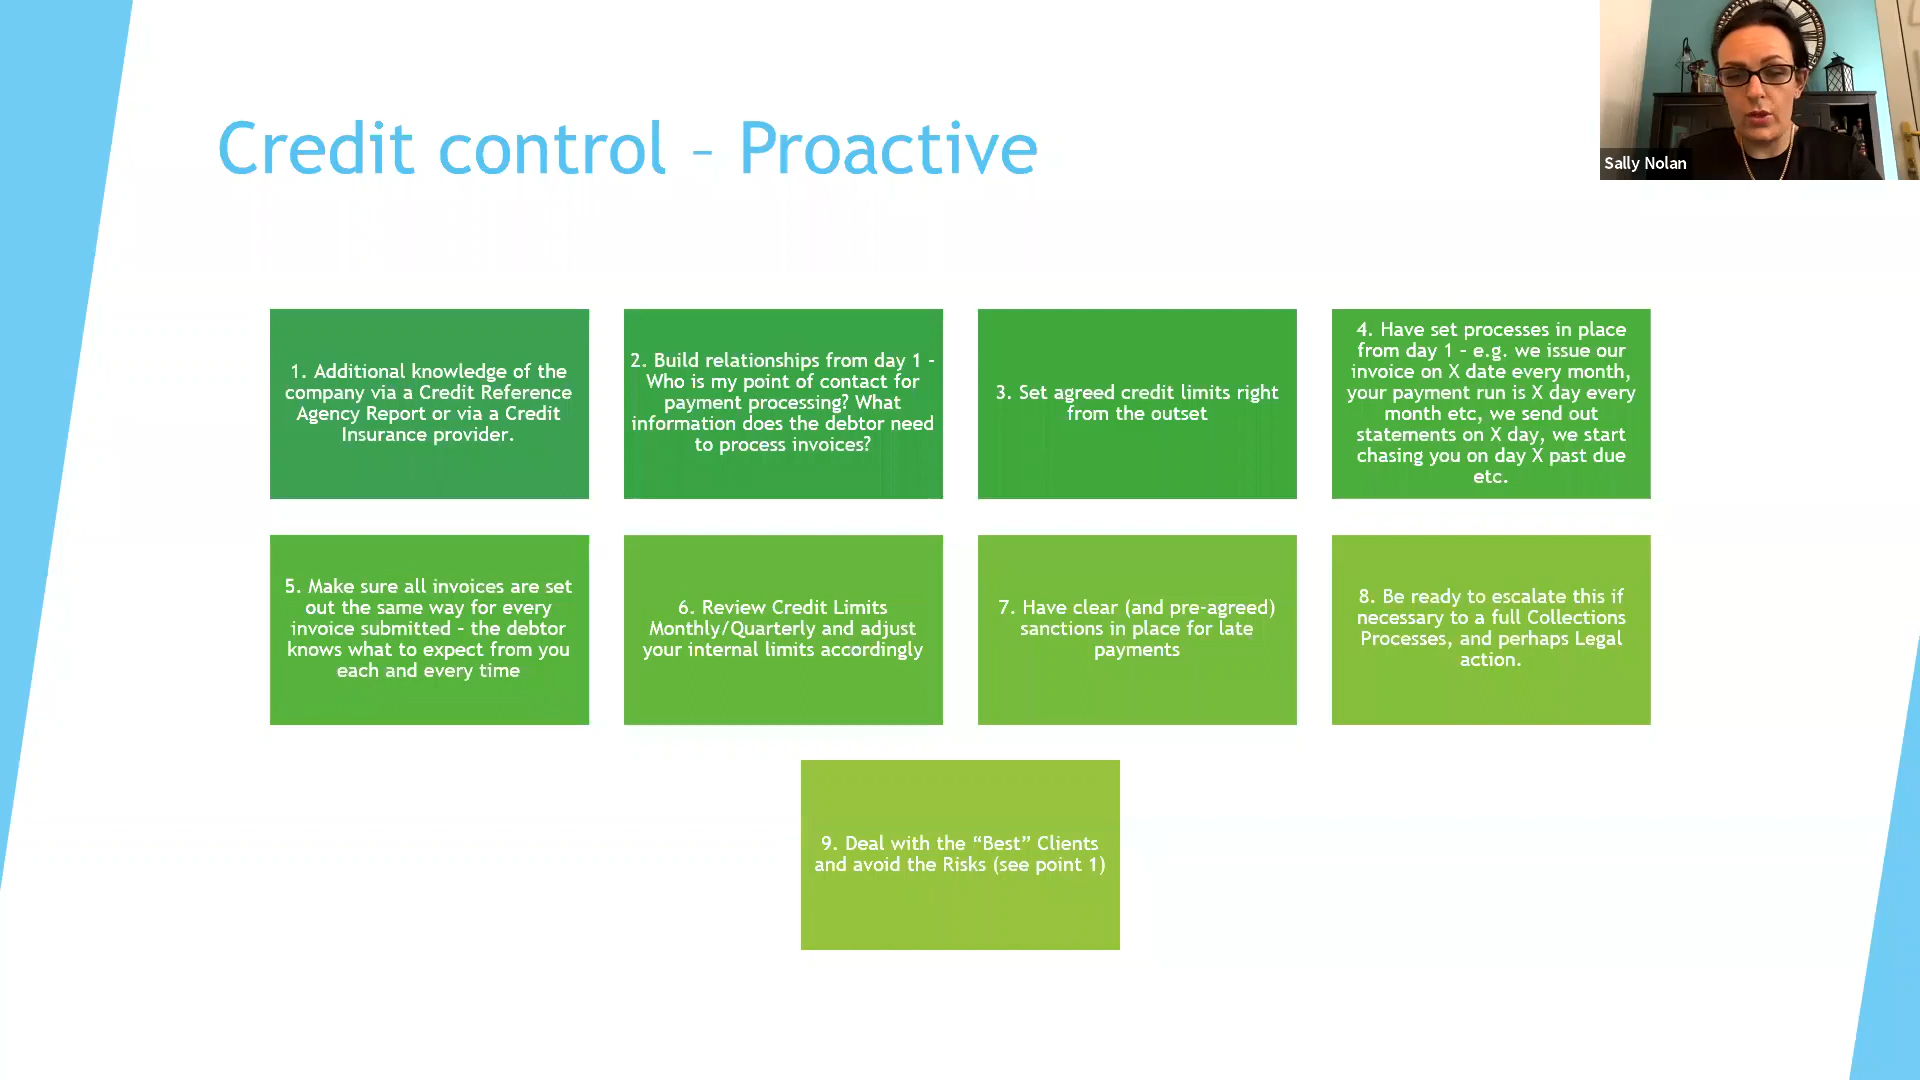 Credit control – Proactive
Sally Nolan
1. Additional knowledge of the
company via a Credit Reference
Agency Report or via a Credit
Insurance provider.
2. Build relationships from day 1 –
Who is my point of contact for
payment processing? What
information does the debtor need
to process invoices?
3. Set agreed credit limits right
from the outset
4. Have set processes in place
from day 1 – e.g. we issue our
invoice on X date every month,
your payment run is X day every
month etc, we send out
statements on X day, we start
chasing you on day X past due
etc.
5. Make sure all invoices are set
out the same way for every
invoice submitted – the debtor
knows what to expect from you
each and every time
6. Review Credit Limits
Monthly/Quarterly and adjust
your internal limits accordingly
7. Have clear (and pre-agreed)
sanctions in place for late
payments
8. Be ready to escalate this if
necessary to a full Collections
Processes, and perhaps Legal
action.
9. Deal with the “Best” Clients
and avoid the Risks (see point 1)